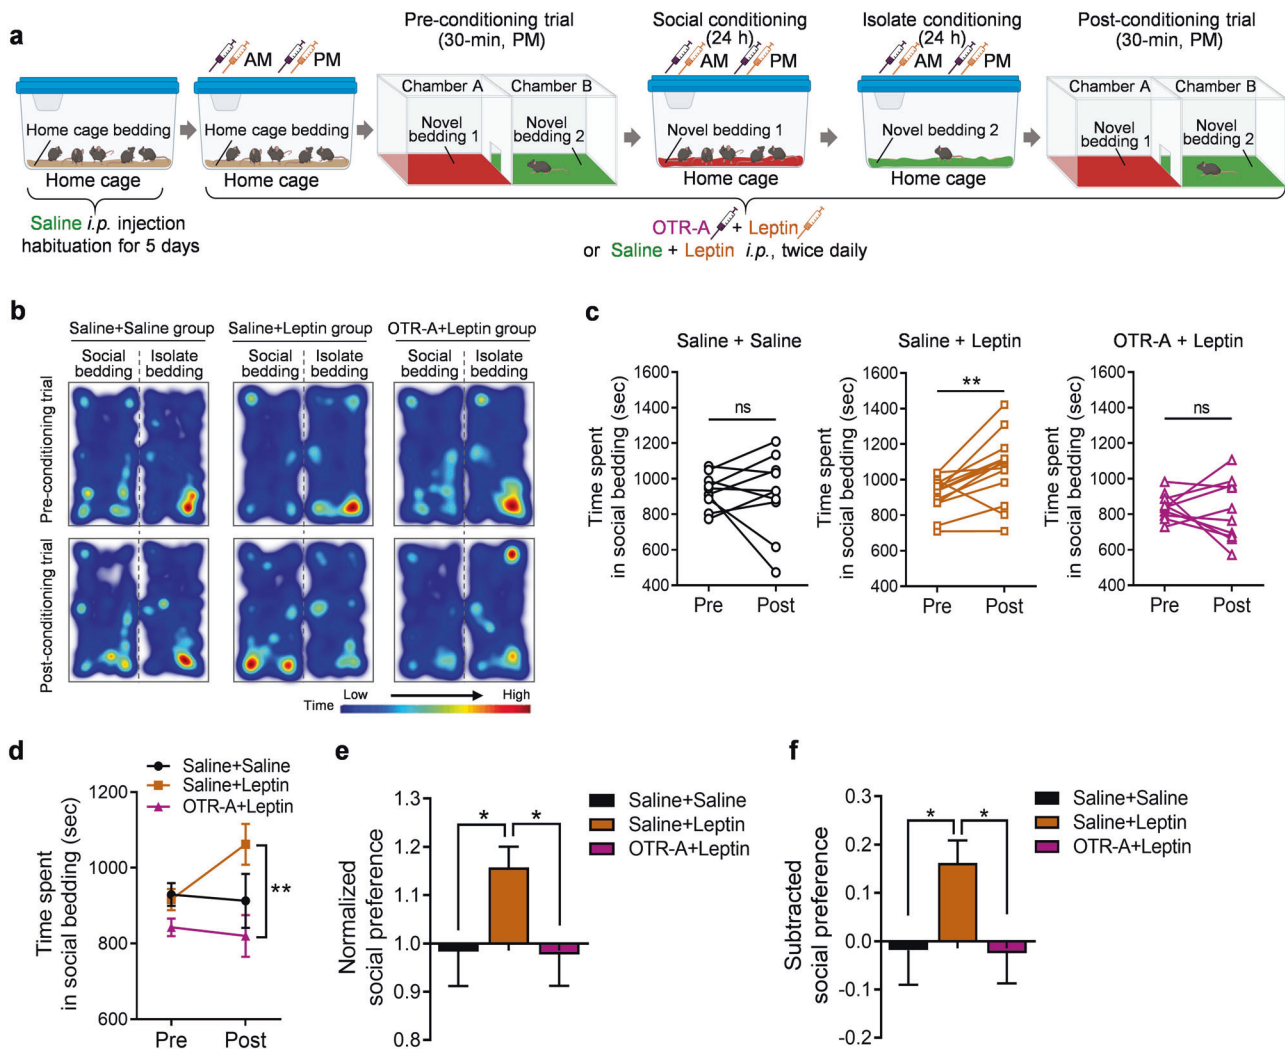 a
Pre-conditioning trial
(30-min, PM)
Social conditioning
(24 h)
Isolate conditioning
(24 h)
Post-conditioning trial
(30-min, PM)
AM
PM
AM
PM
AM
PM
Chamber A
Chamber B
Chamber A
Chamber B
Home cage bedding
Home cage bedding
Novel
bedding 1
Novel
bedding 2
Novel bedding 1
Novel bedding 2
Novel
bedding 1
Novel
bedding 2
Home cage
Home cage
Home cage
Home cage
Saline i.p. injection
habituation for 5 days
OTR-A + Leptin
or Saline + Leptin i.p., twice daily
b
Saline+Saline group
Saline+Leptin group
OTR-A+Leptin group
Social
bedding
Isolate
bedding
Social
bedding
Isolate
bedding
Social
bedding
Isolate
bedding
Pre-conditioning trial
Post-conditioning trial
Low
High
Time
c
Saline + Saline
Time spent
in social bedding (sec)
1600
1400
1200
1000
800
600
400
ns
Pre
Post
Saline + Leptin
Time spent
in social bedding (sec)
1600
1400
1200
1000
800
600
400
**
Pre
Post
OTR-A + Leptin
Time spent
in social bedding (sec)
1600
1400
1200
1000
800
600
400
ns
Pre
Post
d
Saline+Saline
Saline+Leptin
OTR-A+Leptin
Time spent
in social bedding (sec)
1200
1000
800
600
**
Pre
Post
e
Normalized
social preference
1.3
1.2
1.1
1.0
0.9
0.8
*
*
Saline+Saline
Saline+Leptin
OTR-A+Leptin
f
Subtracted
social preference
0.3
0.2
0.1
0.0
-0.1
-0.2
*
*
Saline+Saline
Saline+Leptin
OTR-A+Leptin